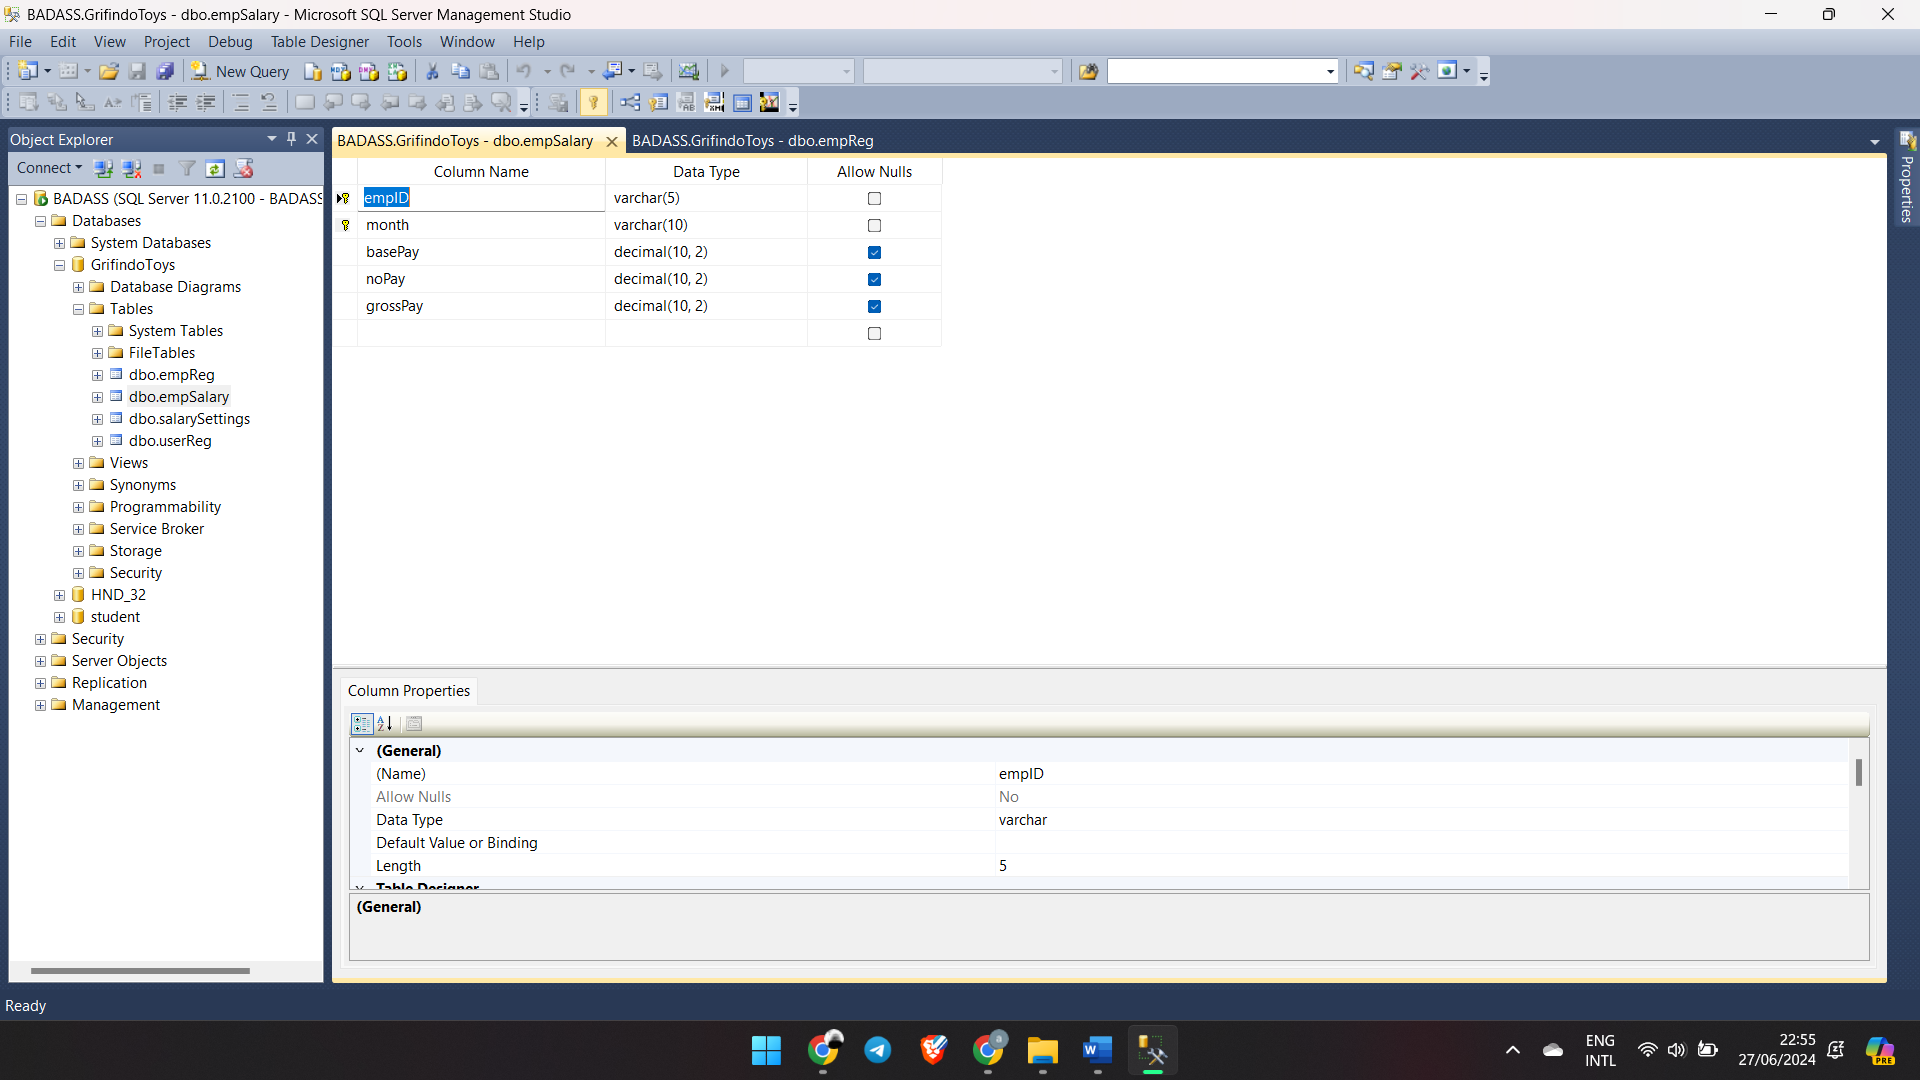 BADASS.GrifindoToys - dbo.empSalary - Microsoft SQL Server Management Studio
File Edit View Project Debug Table Designer Tools Window Help
New Query
Object Explorer
Connect
BADASS (SQL Server 11.0.2100 - BADASS
Databases
System Databases
GrifindoToys
Database Diagrams
Tables
System Tables
FileTables
dbo.empReg
dbo.empSalary
dbo.salarySettings
dbo.userReg
Views
Synonyms
Programmability
Service Broker
Storage
Security
HND_32
student
Security
Server Objects
Replication
Management
BADASS.GrifindoToys - dbo.empSalary BADASS.GrifindoToys - dbo.empReg
Column Name Data Type Allow Nulls
empID varchar(5)
month varchar(10)
basePay decimal(10, 2)
noPay decimal(10, 2)
grossPay decimal(10, 2)
Column Properties
(General)
(Name) empID
Allow Nulls No
Data Type varchar
Default Value or Binding
Length 5
Table Designer
(General)
Properties
Ready
ENG
INTL
22:55
27/06/2024
PRE